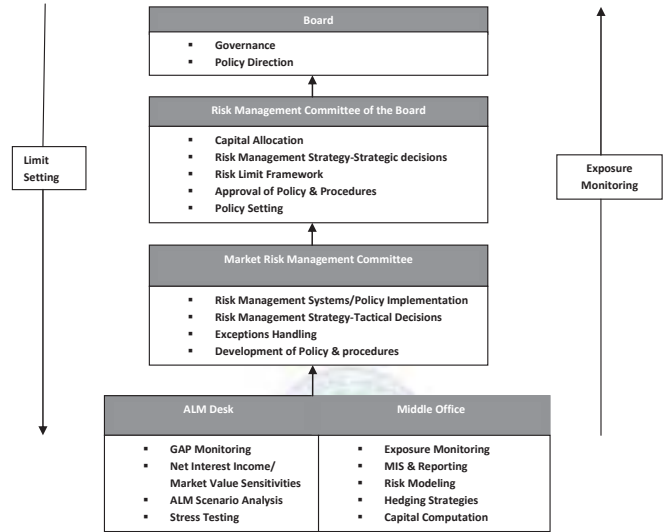 Board
Governance
Policy Direction
Risk Management Committee of the Board
Capital Allocation
Risk Management Strategy-Strategic decisions
Risk Limit Framework
Approval of Policy & Procedures
Policy Setting
Limit
Setting
Exposure
Monitoring
Market Risk Management Committee
Risk Management Systems/Policy Implementation
Risk Management Strategy-Tactical Decisions
Exceptions Handling
Development of Policy & procedures
ALM Desk
GAP Monitoring
Net Interest Income/
Market Value Sensitivities
ALM Scenario Analysis
Stress Testing
Middle Office
Exposure Monitoring
MIS & Reporting
Risk Modeling
Hedging Strategies
Capital Computation